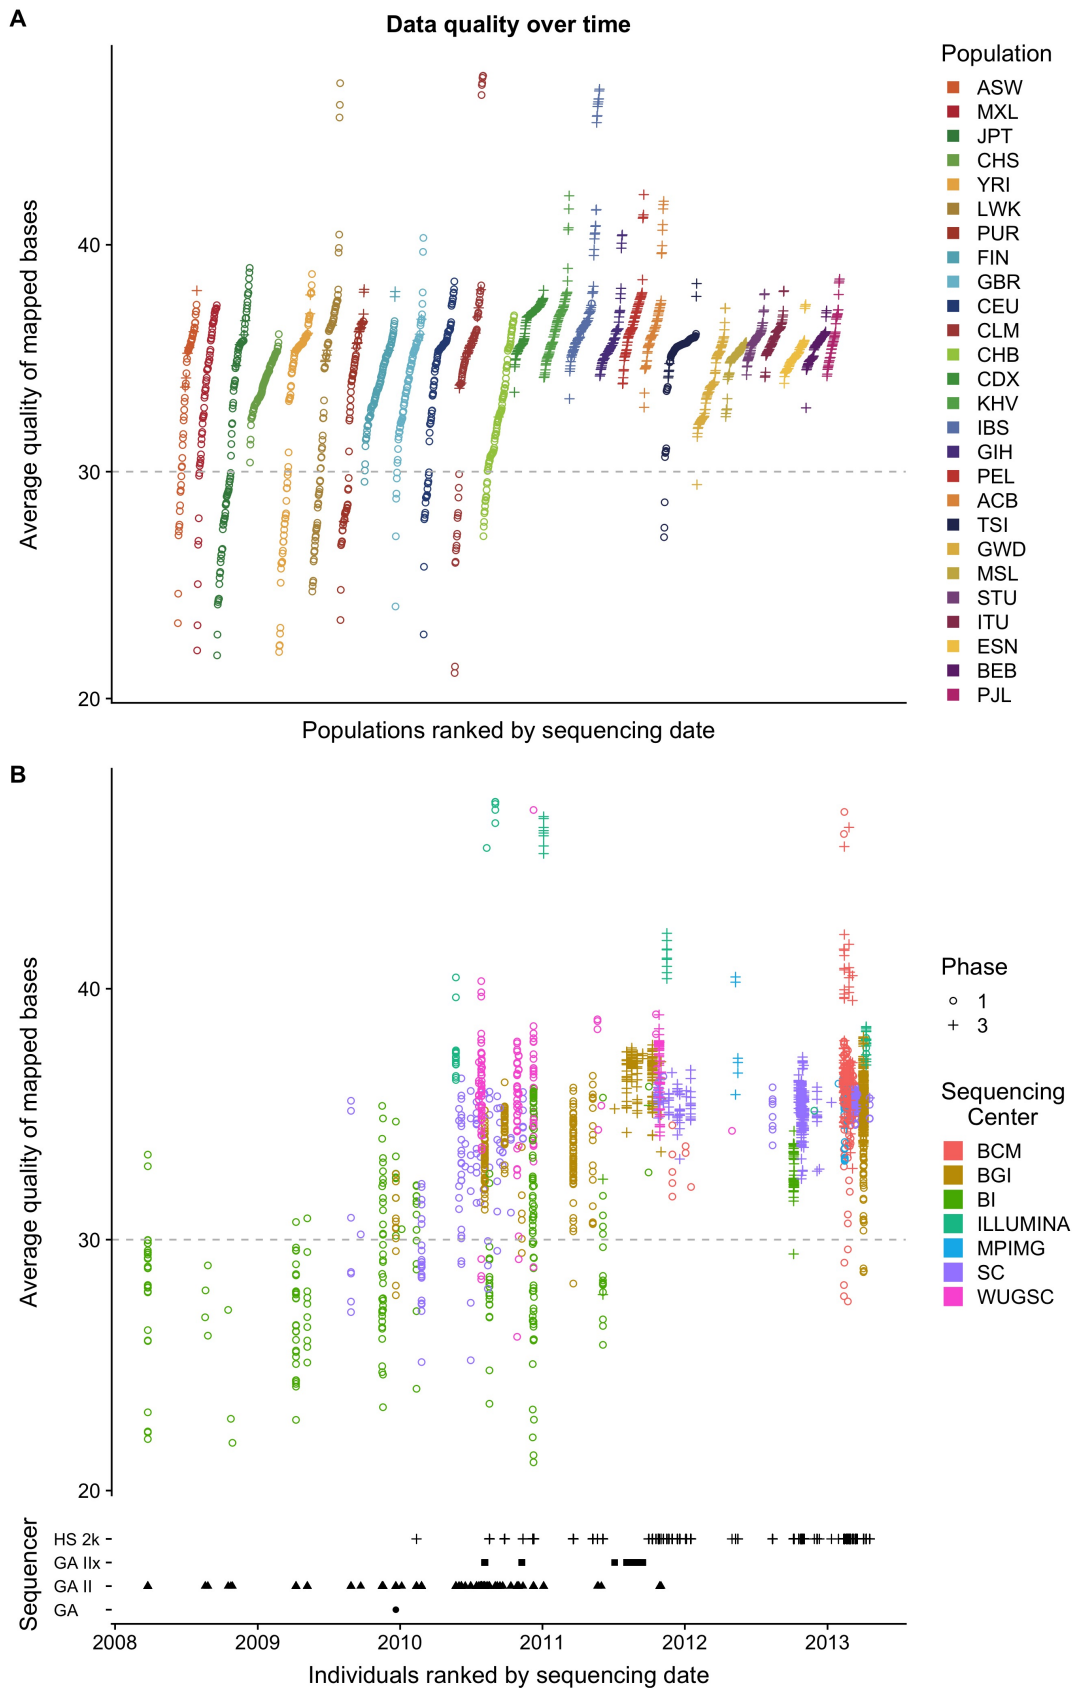 A
Data quality over time
Average quality of mapped bases
40
30
20
Populations ranked by sequencing date
Population
ASW
MXL
JPT
CHS
YRI
LWK
PUR
FIN
GBR
CEU
CLM
CHB
CDX
KHV
IBS
GIH
PEL
ACB
TSI
GWD
MSL
STU
ITU
ESN
BEB
PJL
B
Average quality of mapped bases
40
30
20
Phase
1
3
Sequencing
Center
BCM
BGI
BI
ILLUMINA
MPIMG
SC
WUGSC
Sequencer
HS 2k
GA IIx
GA II
GA
2008 2009 2010 2011 2012 2013
Individuals ranked by sequencing date